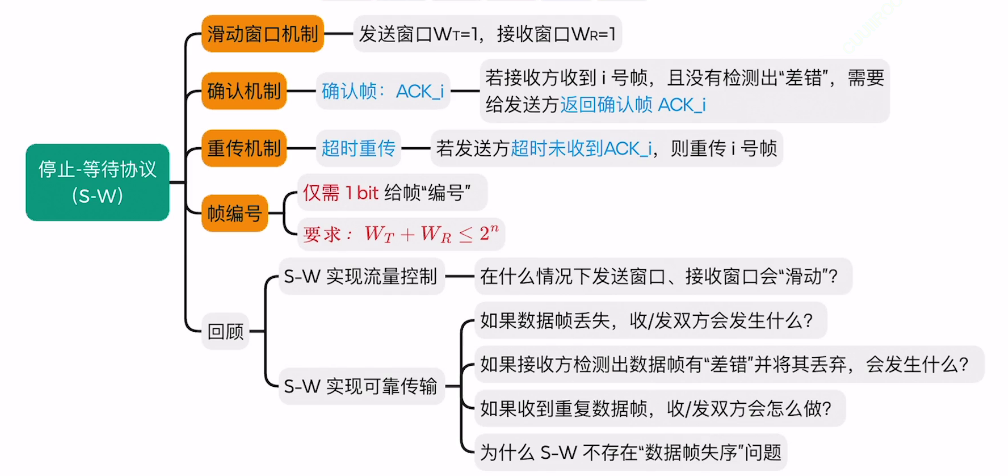 停止-等待协议
（S-W）
滑动窗口机制
发送窗口WT=1，接收窗口WR=1
确认机制
确认帧：ACK_i
若接收方收到 i 号帧，且没有检测出“差错”，需要
给发送方返回确认帧 ACK_i
重传机制
超时重传
若发送方超时未收到ACK_i，则重传 i 号帧
帧编号
仅需 1 bit 给帧“编号”
要求：W_T + W_R ≤ 2^n
回顾
S-W 实现流量控制
在什么情况下发送窗口、接收窗口会“滑动”？
S-W 实现可靠传输
如果数据帧丢失，收/发双方会发生什么？
如果接收方检测出数据帧有“差错”并将其丢弃，会发生什么？
如果收到重复数据帧，收/发双方会怎么做？
为什么 S-W 不存在“数据帧失序”问题